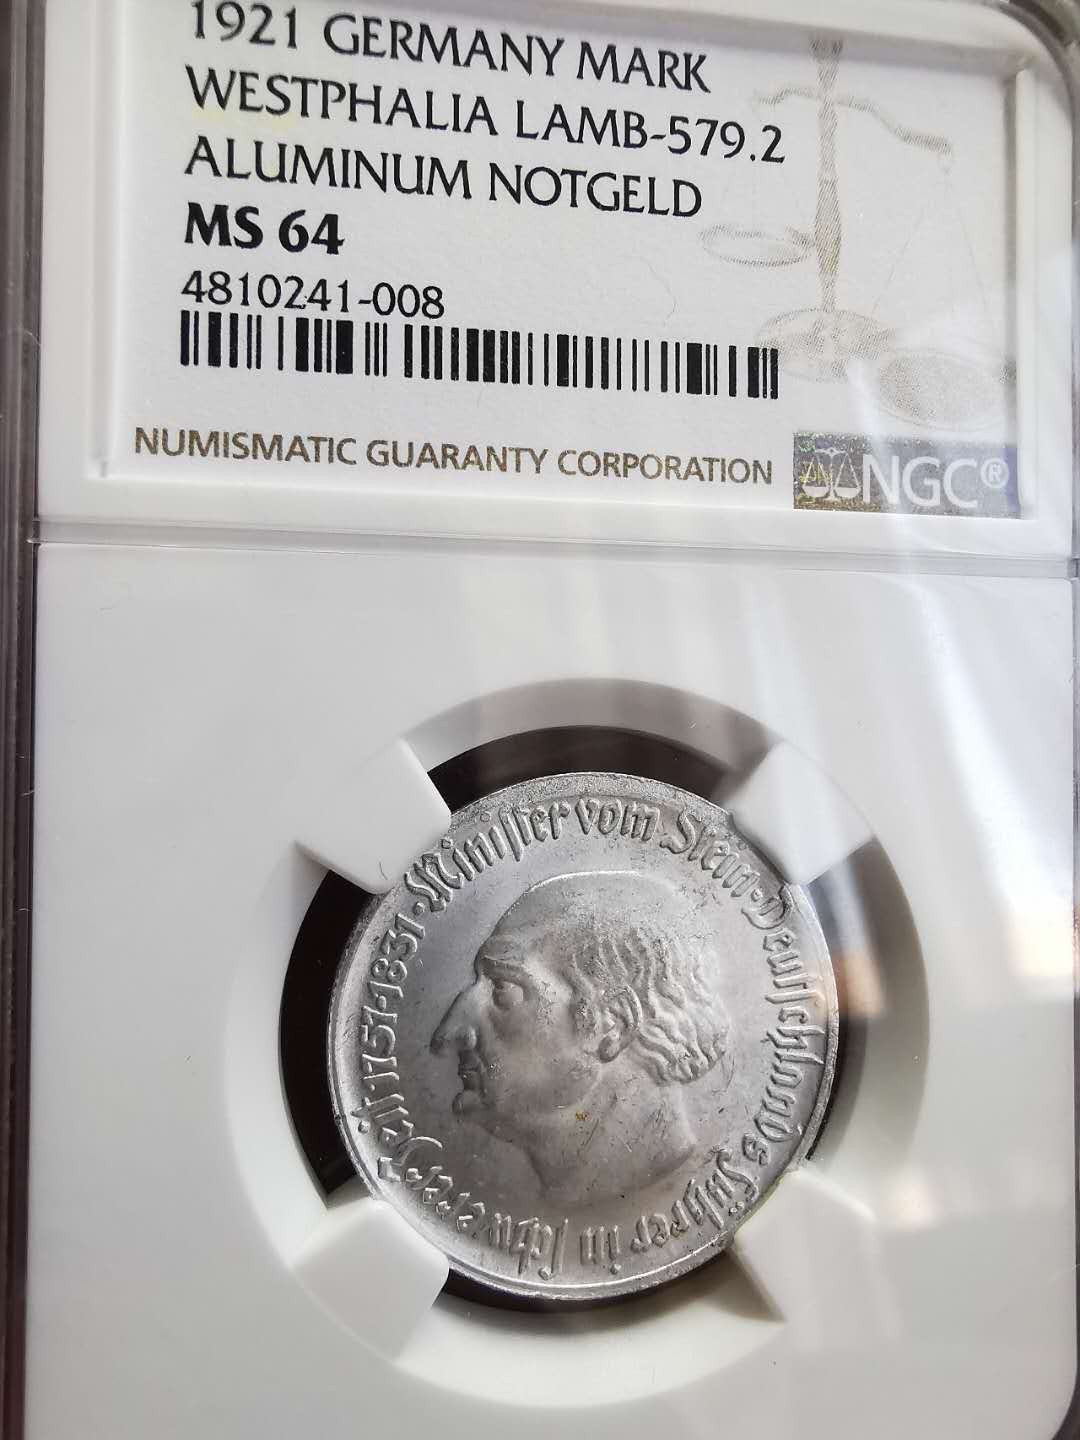 1921 GERMANY MARK
WESTPHALIA LAMB-579.2
ALUMINUM NOTGELD
MS 64
4810241-008
NUMISMATIC GUARANTY CORPORATION
NGC®
Minister vom Stein·Deutschlands Führer in schwerer Zeit 1751-1831·